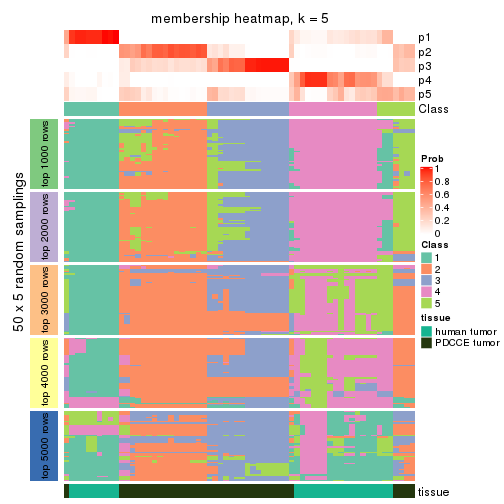 membership heatmap, k = 5
p1
p2
p3
p4
p5
Class
50 x 5 random samplings
top 1000 rows
top 2000 rows
top 3000 rows
top 4000 rows
top 5000 rows
tissue
Prob
1
0.8
0.6
0.4
0.2
0
Class
1
2
3
4
5
tissue
human tumor
PDCCE tumor